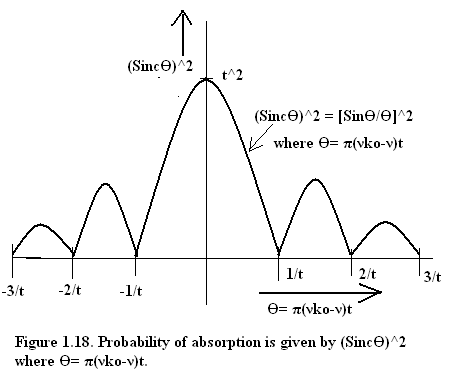 (SincΘ)^2
t^2
(SincΘ)^2 = [SinΘ/Θ]^2
where Θ= π(νko-ν)t
-3/t
-2/t
-1/t
1/t
2/t
3/t
Θ= π(νko-ν)t
Figure 1.18. Probability of absorption is given by (SincΘ)^2
where Θ= π(νko-ν)t.